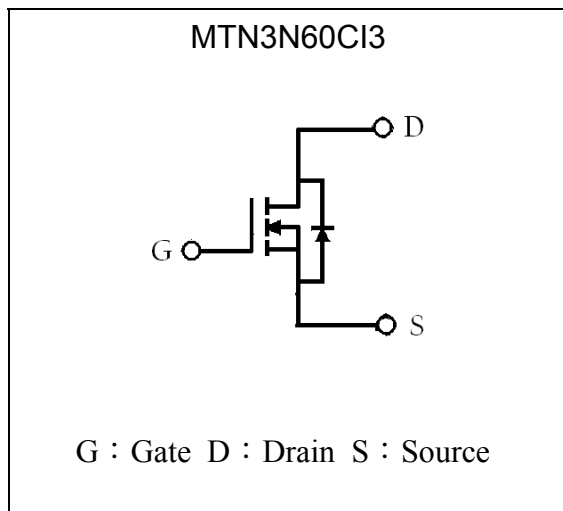 MTN3N60CI3
D
G
S
G：Gate D：Drain S：Source